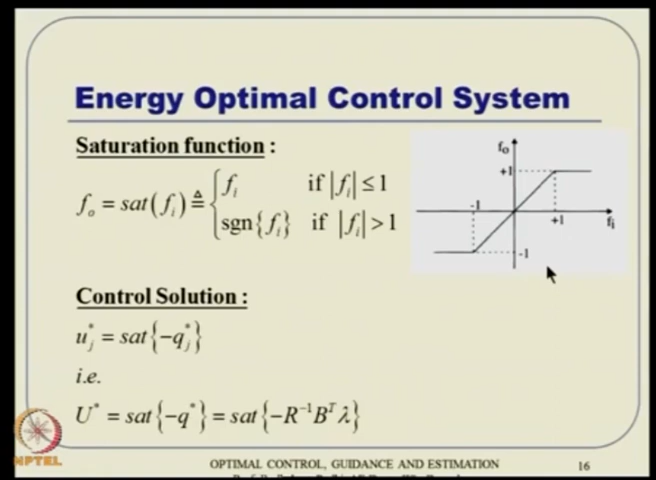 Energy Optimal Control System
Saturation function :
f_o = sat(f_i) ≜ { f_i if |f_i| ≤ 1
sgn{f_i} if |f_i| > 1
f_o
+1
-1
+1
f_i
-1
Control Solution :
u_j^* = sat{-q_j^*}
i.e.
U^* = sat{-q^*} = sat{-R^{-1}B^Tλ}
NPTEL
OPTIMAL CONTROL, GUIDANCE AND ESTIMATION
16